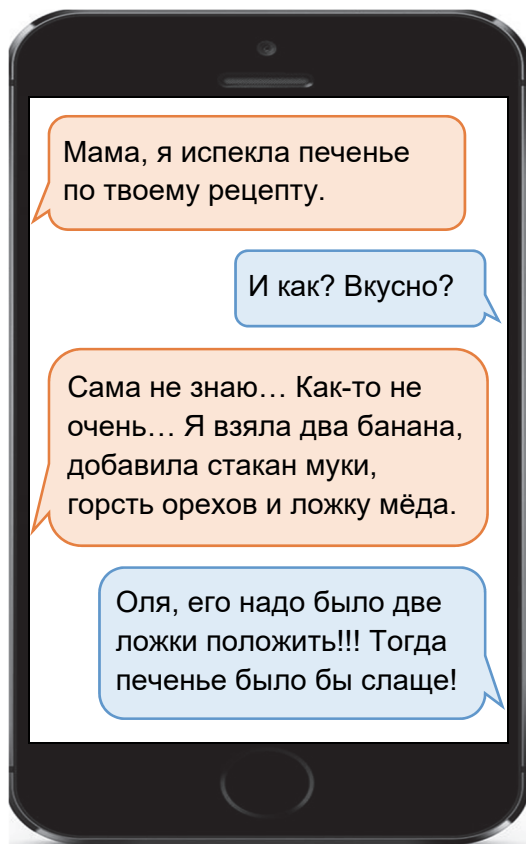 Мама, я испекла печенье
по твоему рецепту.
И как? Вкусно?
Сама не знаю… Как-то не
очень… Я взяла два банана,
добавила стакан муки,
горсть орехов и ложку мёда.
Оля, его надо было две
ложки положить!!! Тогда
печенье было бы слаще!